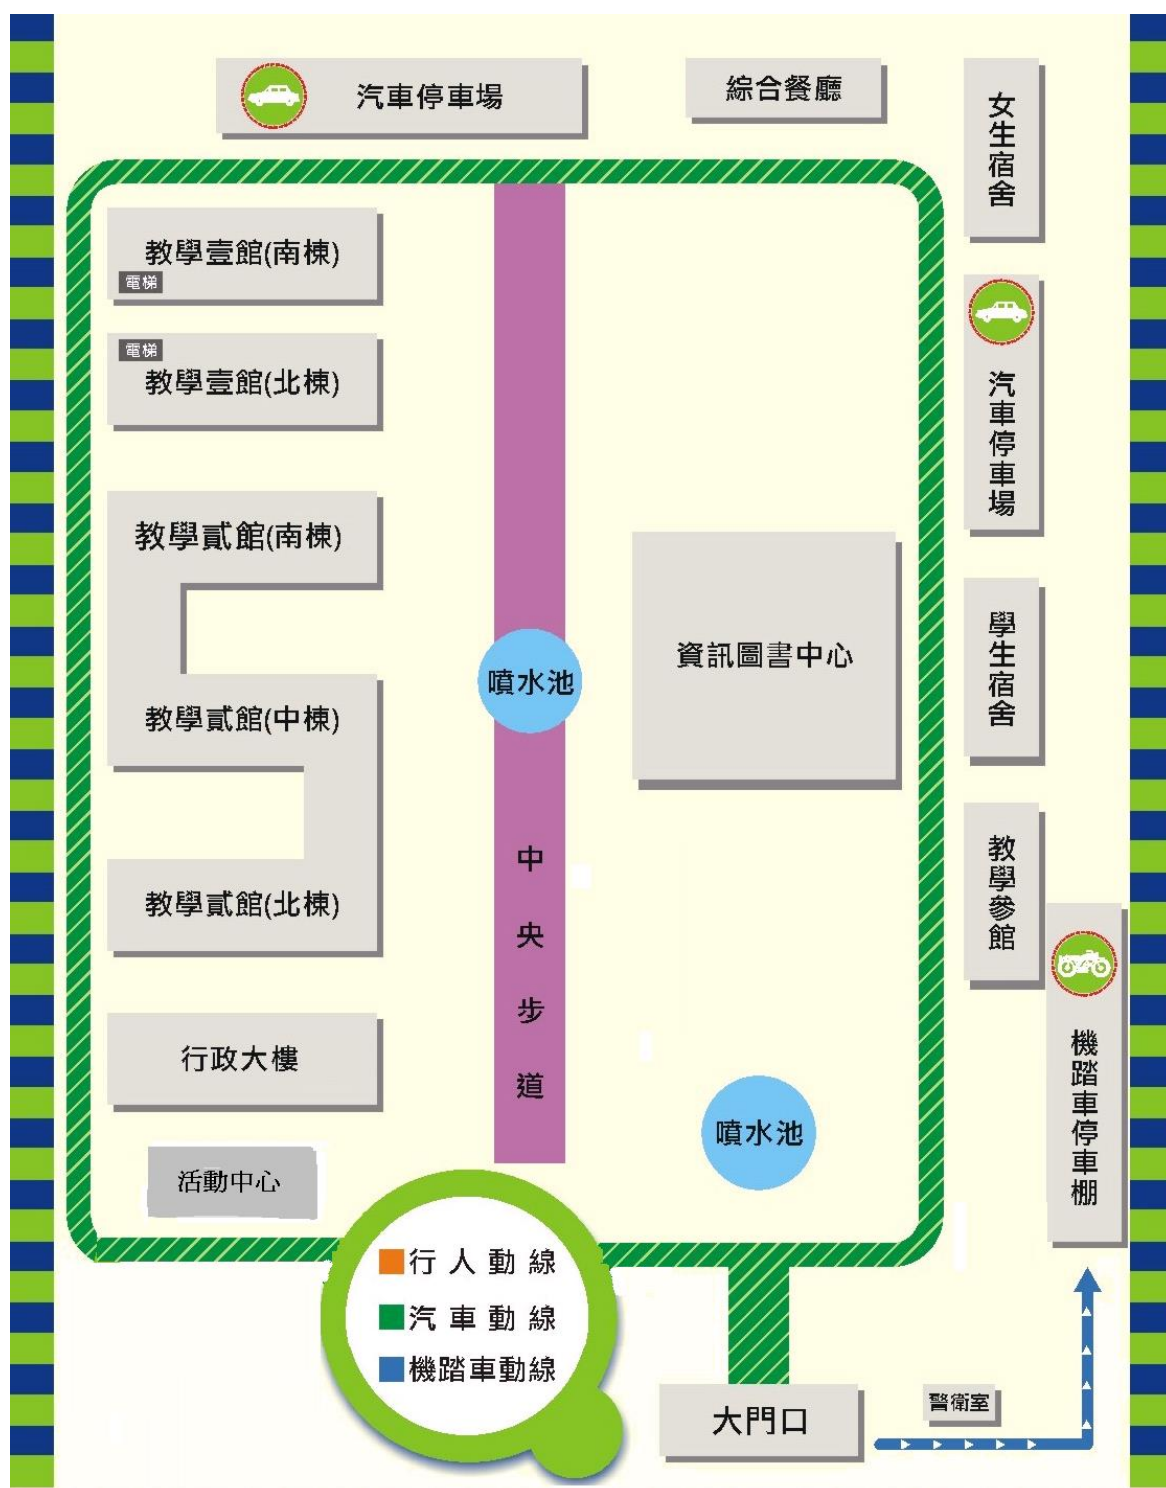 汽車停車場
綜合餐廳
女生宿舍
教學壹館(南棟)
電梯
電梯
教學壹館(北棟)
汽車停車場
教學貳館(南棟)
資訊圖書中心
學生宿舍
噴水池
教學貳館(中棟)
中央步道
教學參館
教學貳館(北棟)
機踏車停車棚
行政大樓
噴水池
活動中心
行人動線
汽車動線
機踏車動線
大門口
警衛室